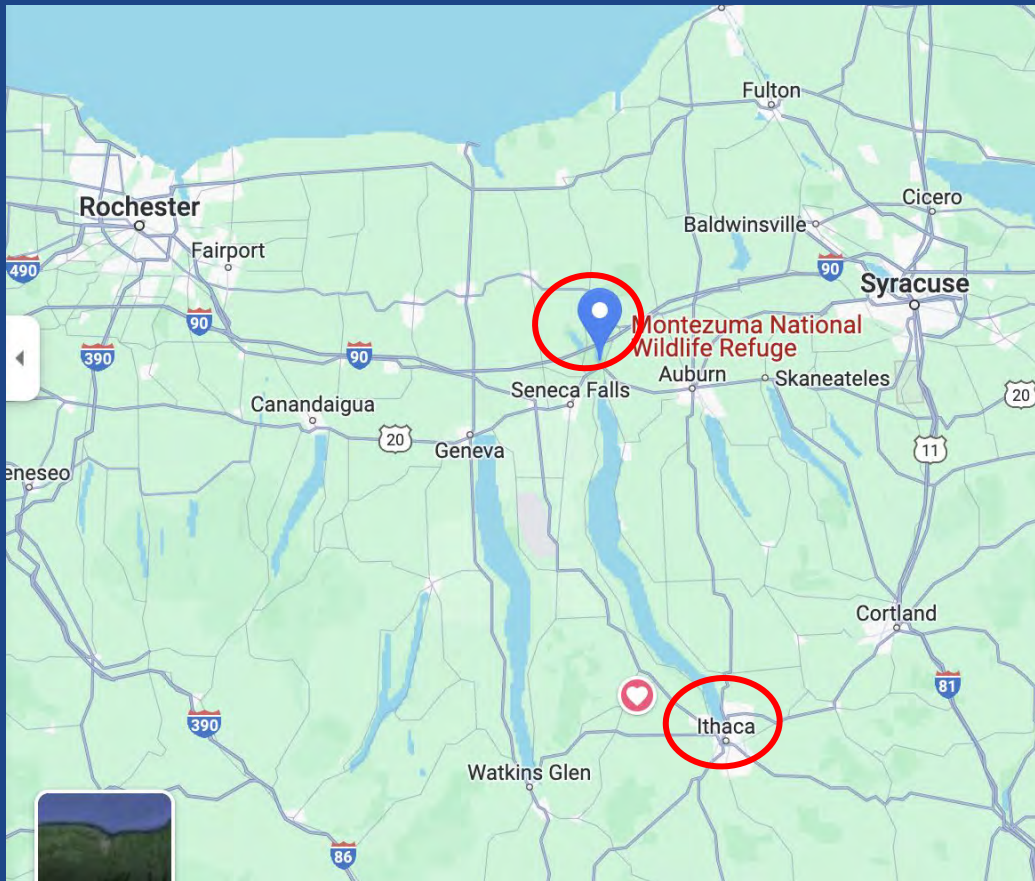 Fulton
Rochester
Cicero
Baldwinsville
Fairport
490
90
Syracuse
90
Montezuma National
Wildlife Refuge
390
90
Auburn
Skaneateles
Seneca Falls
20
Canandaigua
20
Geneva
11
eneseo
Cortland
81
390
Ithaca
Watkins Glen
86